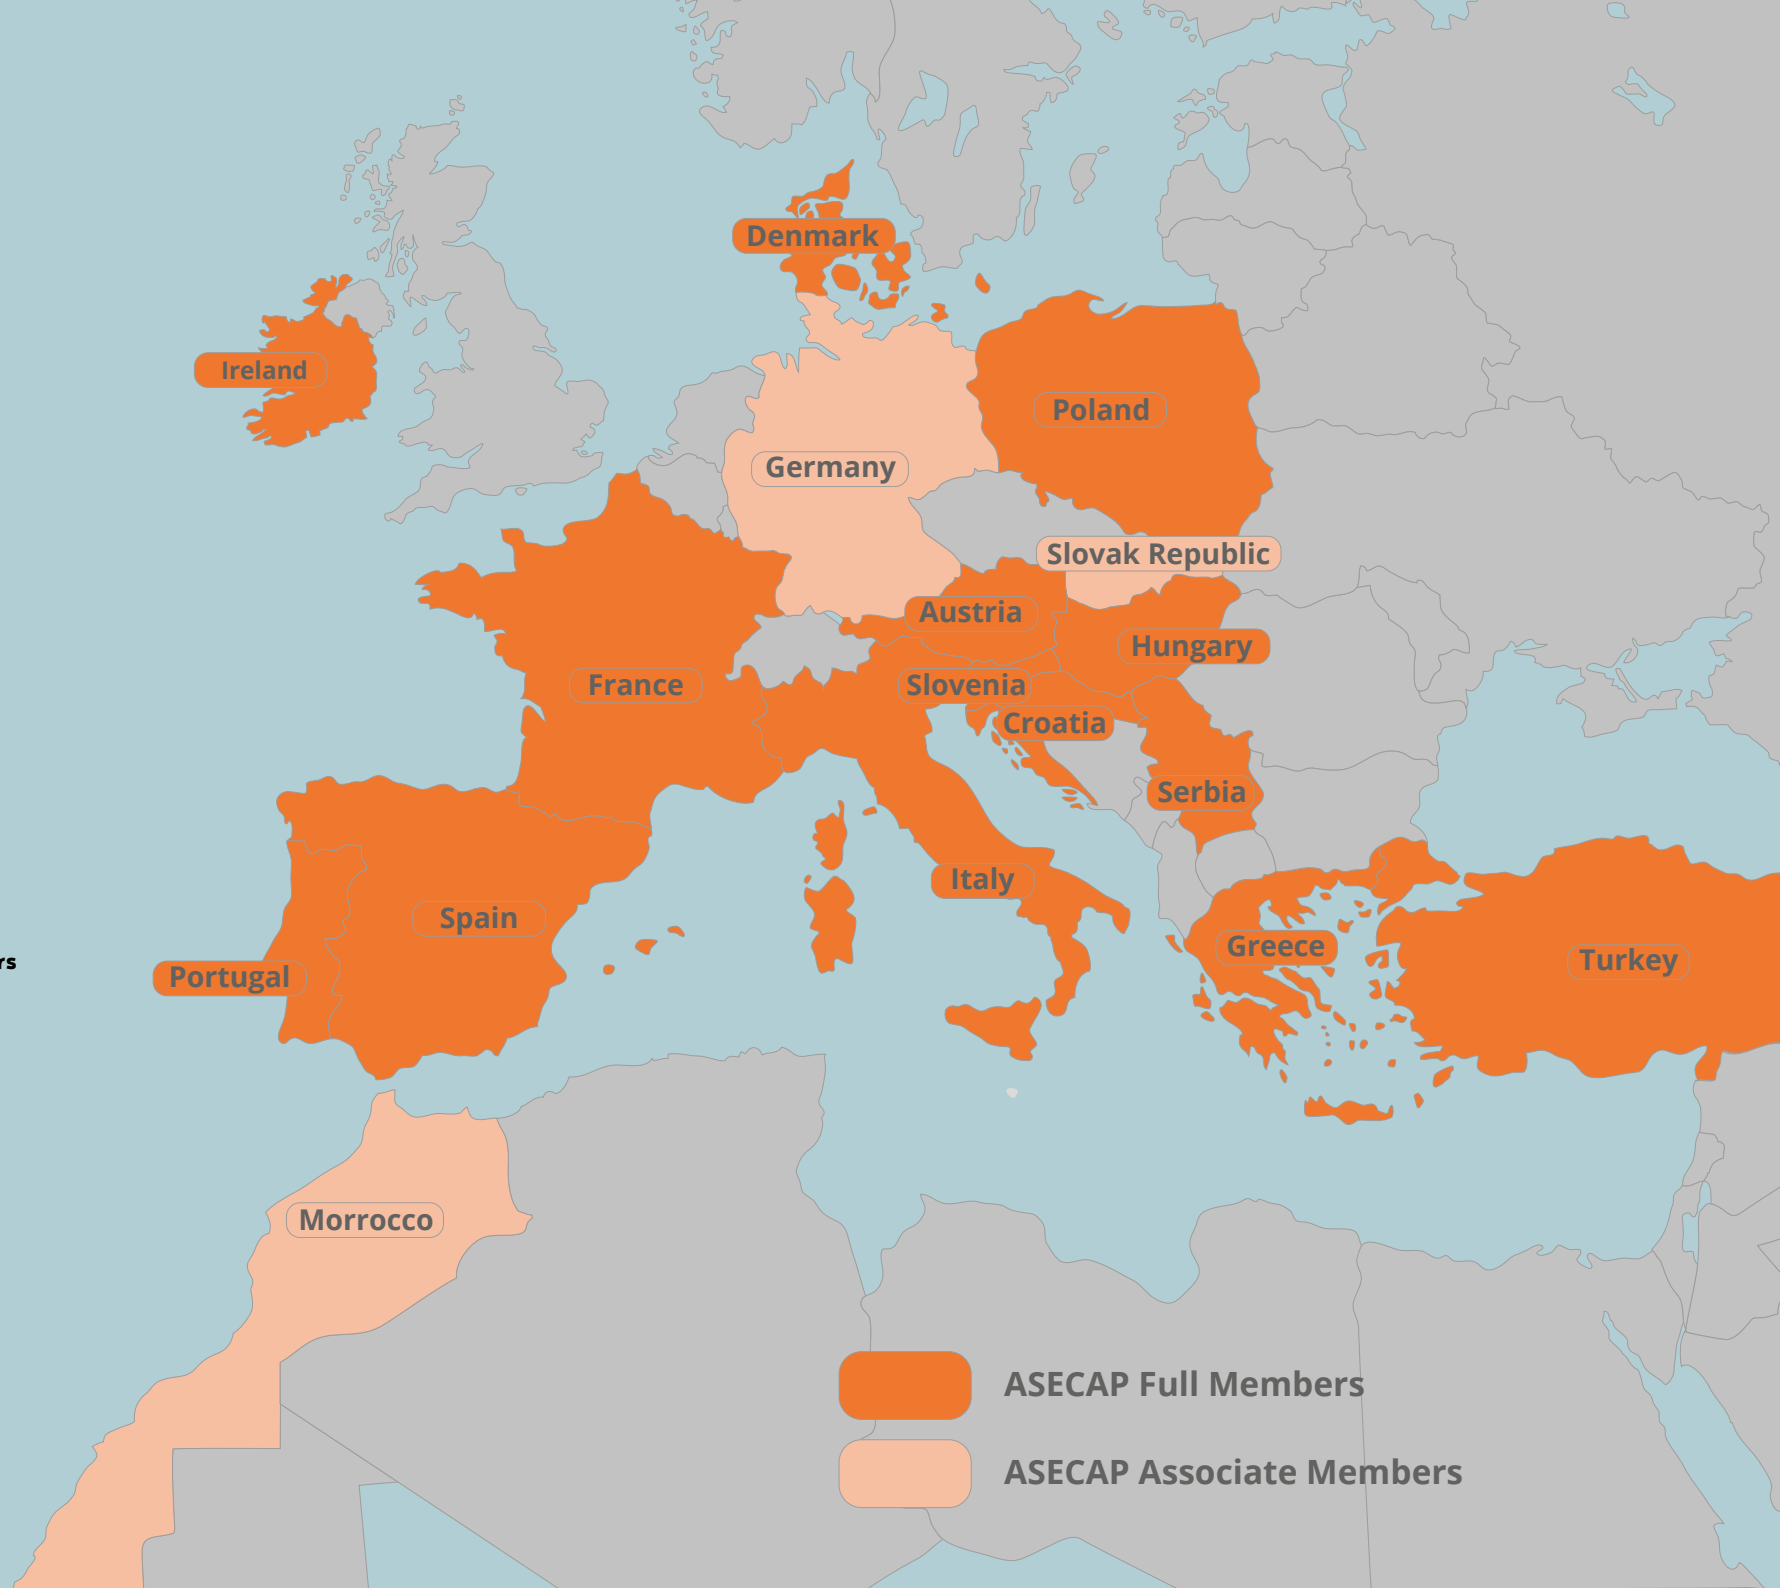 Denmark
Ireland
Poland
Germany
Slovak Republic
Austria
Hungary
France
Slovenia
Croatia
Serbia
Italy
Spain
Greece
Turkey
rs
Portugal
Morrocco
ASECAP Full Members
ASECAP Associate Members